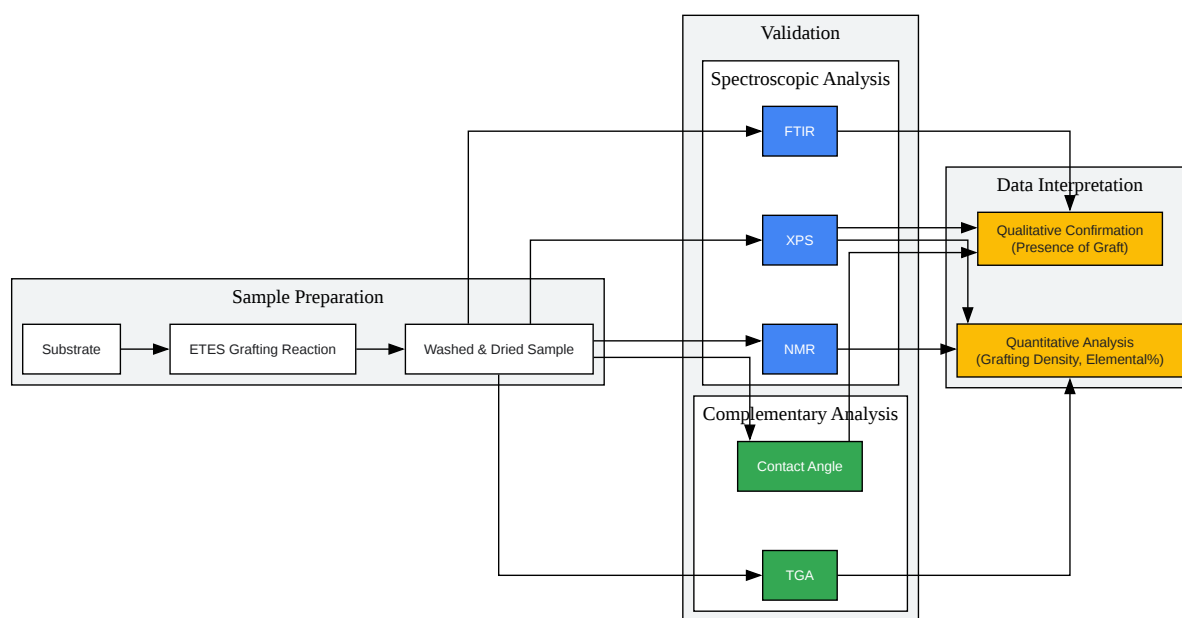 Validation
Spectroscopic Analysis
FTIR
XPS
NMR
Sample Preparation
Substrate
ETES Grafting Reaction
Washed & Dried Sample
Complementary Analysis
Contact Angle
TGA
Data Interpretation
Qualitative Confirmation
(Presence of Graft)
Quantitative Analysis
(Grafting Density, Elemental%)